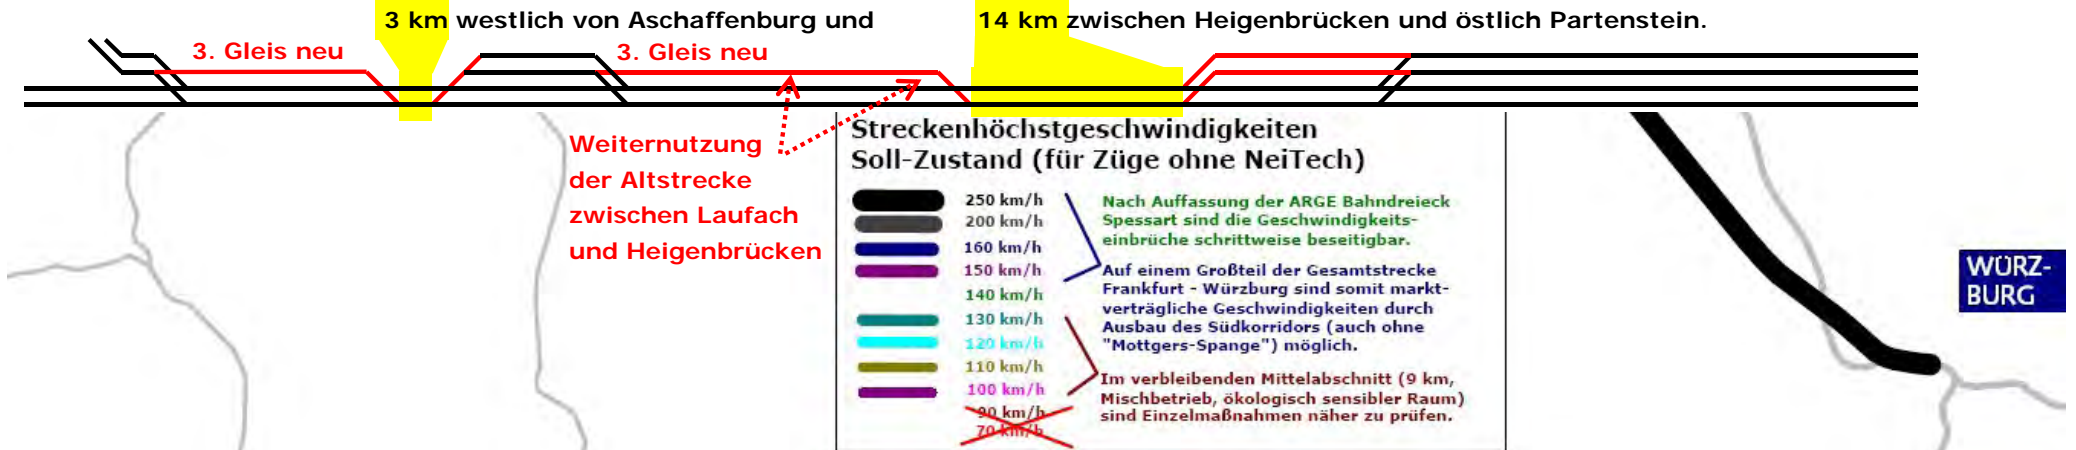 3 km westlich von Aschaffenburg und
14 km zwischen Heigenbrücken und östlich Partenstein.
3. Gleis neu
3. Gleis neu
Weiternutzung
der Altstrecke
zwischen Laufach
und Heigenbrücken
Streckenhöchstgeschwindigkeiten
Soll-Zustand (für Züge ohne NeiTech)
250 km/h
200 km/h
160 km/h
150 km/h
140 km/h
130 km/h
120 km/h
110 km/h
100 km/h
90 km/h
70 km/h
Nach Auffassung der ARGE Bahndreieck
Spessart sind die Geschwindigkeits-
einbrüche schrittweise beseitigbar.
Auf einem Großteil der Gesamtstrecke
Frankfurt - Würzburg sind somit markt-
verträgliche Geschwindigkeiten durch
Ausbau des Südkorridors (auch ohne
"Mottgers-Spange") möglich.
Im verbleibenden Mittelabschnitt (9 km,
Mischbetrieb, ökologisch sensibler Raum)
sind Einzelmaßnahmen näher zu prüfen.
WÜRZ-
BURG